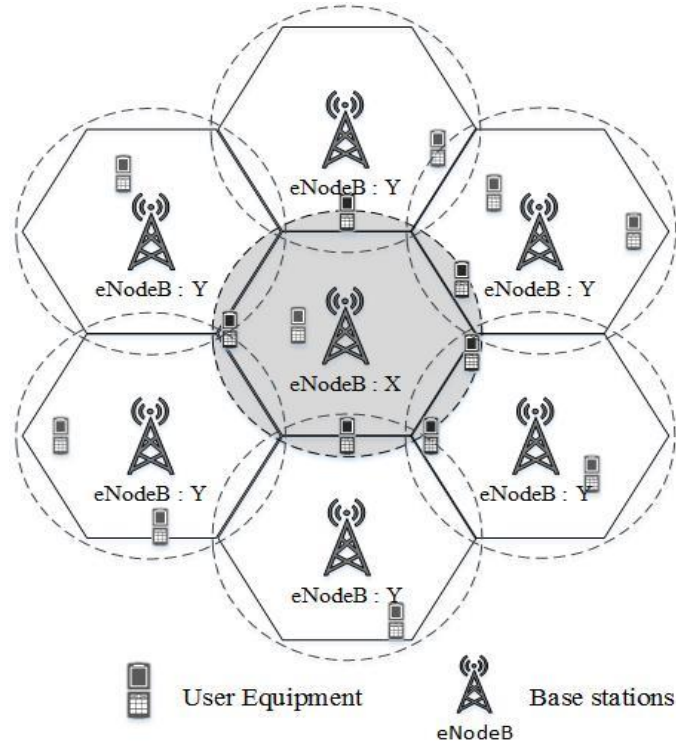 eNodeB : Y
eNodeB : Y
eNodeB : Y
eNodeB : X
eNodeB : Y
eNodeB : Y
eNodeB : Y
User Equipment
Base stations
eNodeB